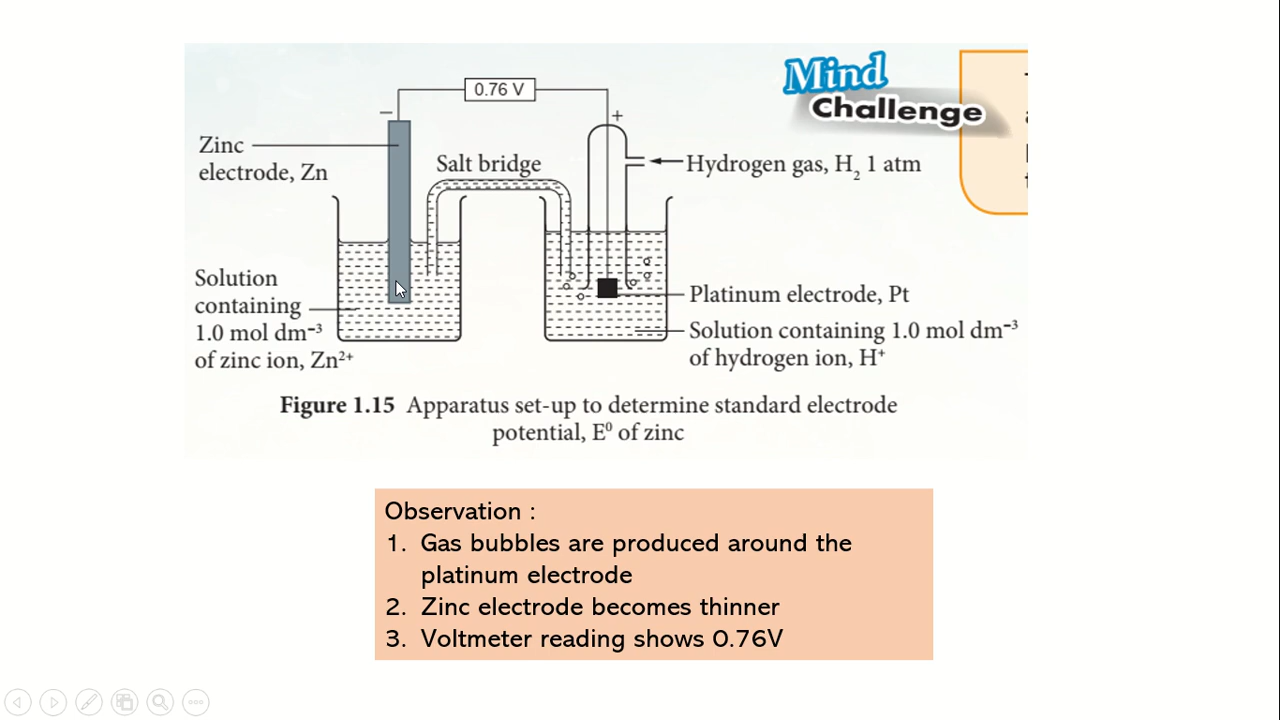 Mind
Challenge
0.76 V
−
+
Zinc
electrode, Zn
Salt bridge
Hydrogen gas, H₂ 1 atm
Solution
containing
1.0 mol dm⁻³
of zinc ion, Zn²⁺
Platinum electrode, Pt
Solution containing 1.0 mol dm⁻³
of hydrogen ion, H⁺
Figure 1.15 Apparatus set-up to determine standard electrode
potential, E⁰ of zinc
Observation :
1. Gas bubbles are produced around the
platinum electrode
2. Zinc electrode becomes thinner
3. Voltmeter reading shows 0.76V